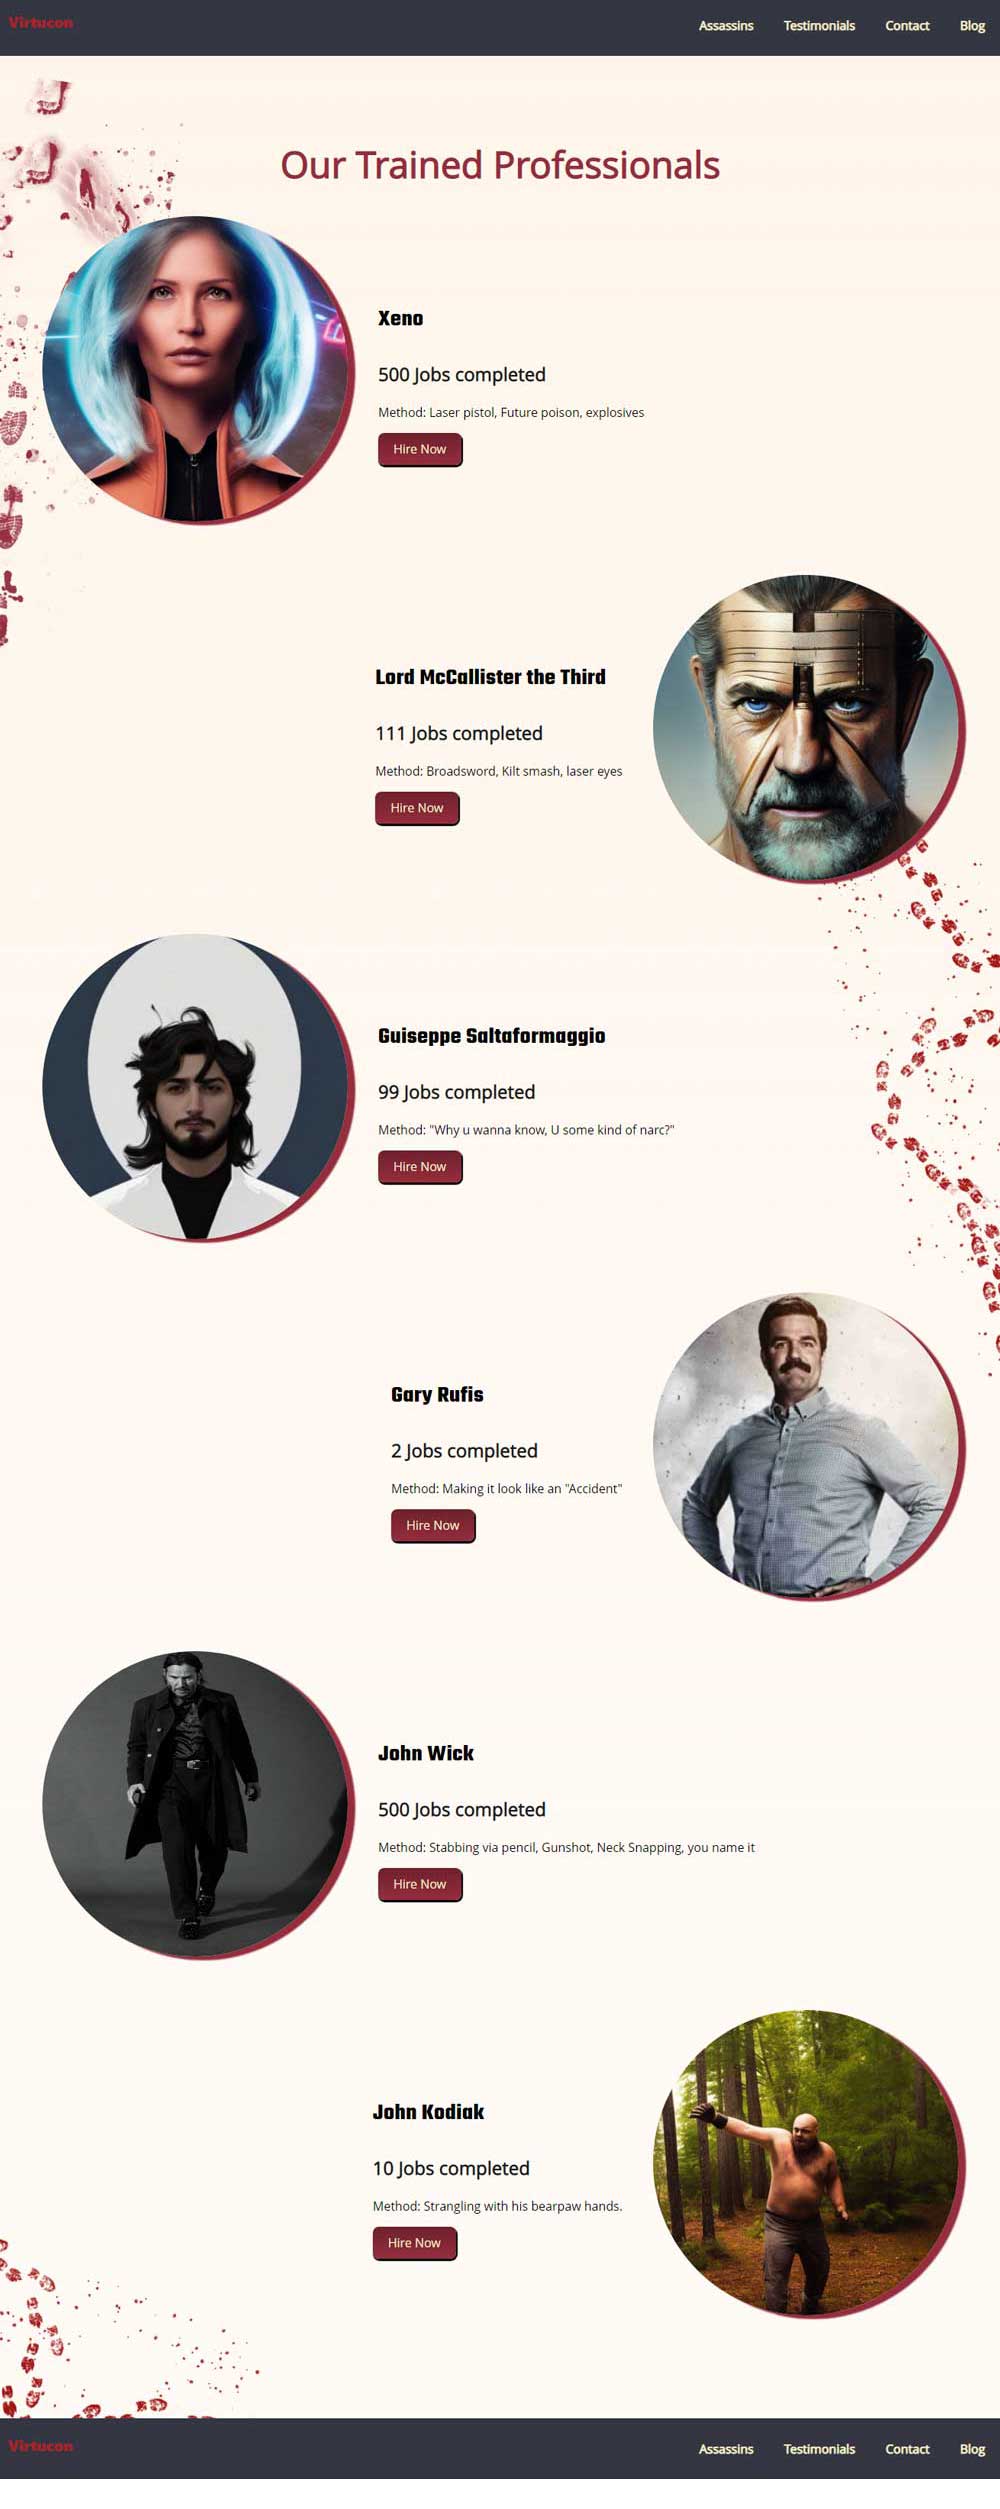 Virtucon
Assassins Testimonials Contact Blog
Our Trained Professionals
Xeno
500 Jobs completed
Method: Laser pistol, Future poison, explosives
Hire Now
Lord McCallister the Third
111 Jobs completed
Method: Broadsword, Kilt smash, laser eyes
Hire Now
Guiseppe Saltaformaggio
99 Jobs completed
Method: "Why u wanna know, U some kind of narc?"
Hire Now
Gary Rufis
2 Jobs completed
Method: Making it look like an "Accident"
Hire Now
John Wick
500 Jobs completed
Method: Stabbing via pencil, Gunshot, Neck Snapping, you name it
Hire Now
John Kodiak
10 Jobs completed
Method: Strangling with his bearpaw hands.
Hire Now
Virtucon
Assassins Testimonials Contact Blog